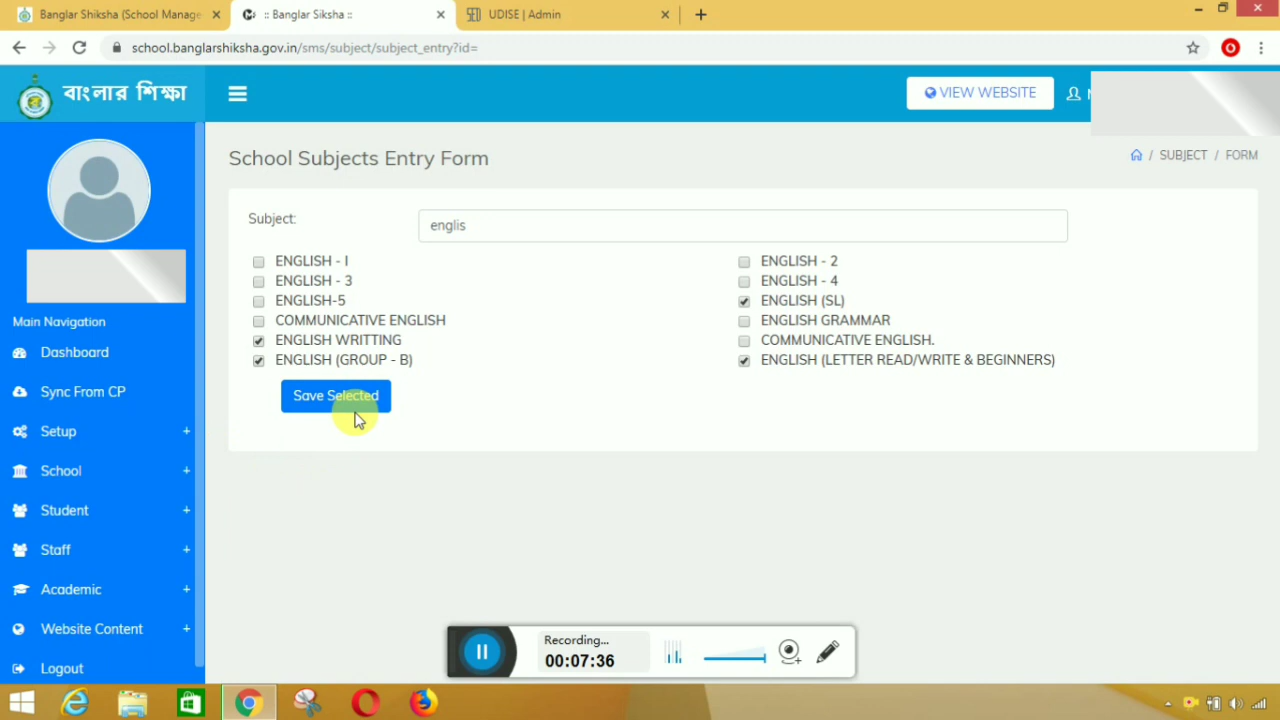 Banglar Shiksha (School Manage
:: Banglar Siksha ::
UDISE | Admin
school.banglarshiksha.gov.in/sms/subject/subject_entry?id=
বাংলার শিক্ষা
VIEW WEBSITE
School Subjects Entry Form
/ SUBJECT / FORM
Subject:
englis
ENGLISH - I
ENGLISH - 2
ENGLISH - 3
ENGLISH - 4
ENGLISH-5
ENGLISH (SL)
COMMUNICATIVE ENGLISH
ENGLISH GRAMMAR
ENGLISH WRITTING
COMMUNICATIVE ENGLISH.
ENGLISH (GROUP - B)
ENGLISH (LETTER READ/WRITE & BEGINNERS)
Save Selected
Main Navigation
Dashboard
Sync From CP
Setup +
School +
Student +
Staff +
Academic +
Website Content +
Logout
Recording...
00:07:36